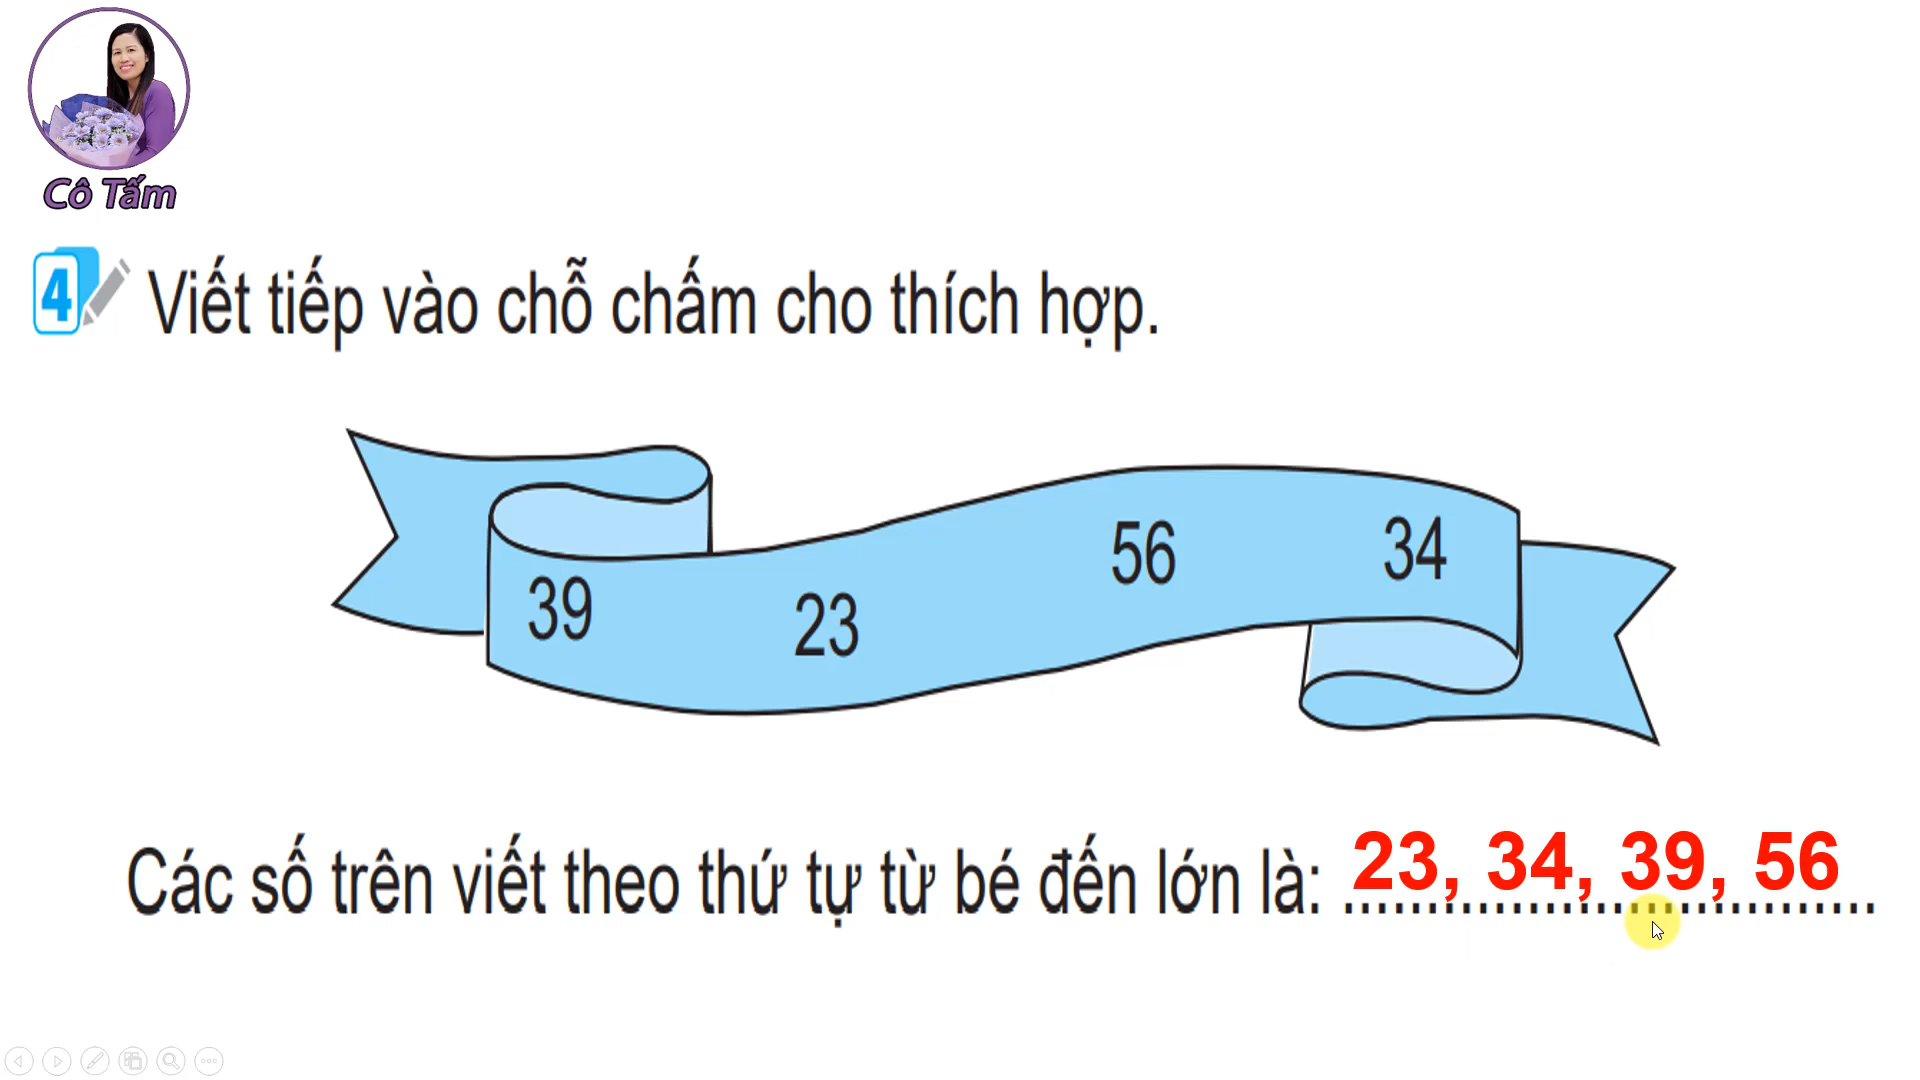 Cô Tấm
4 Viết tiếp vào chỗ chấm cho thích hợp.
39 23 56 34
Các số trên viết theo thứ tự từ bé đến lớn là: 23, 34, 39, 56